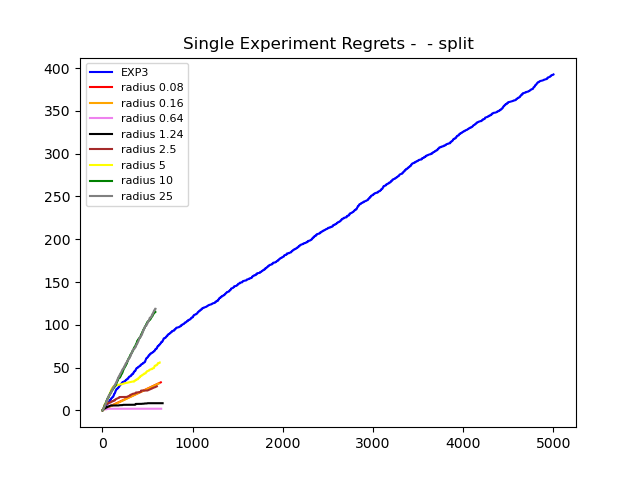 Single Experiment Regrets -  - split
EXP3
radius 0.08
radius 0.16
radius 0.64
radius 1.24
radius 2.5
radius 5
radius 10
radius 25
400
350
300
250
200
150
100
50
0
0 1000 2000 3000 4000 5000